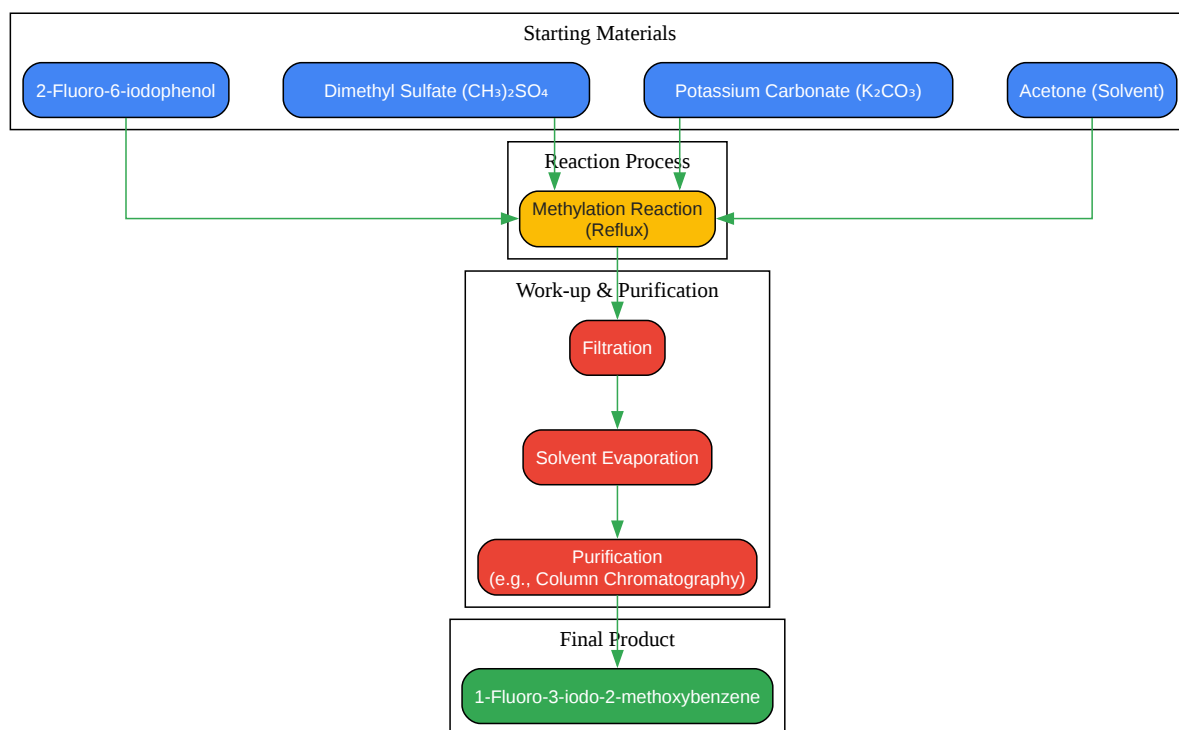 Starting Materials
2-Fluoro-6-iodophenol
Dimethyl Sulfate (CH₃)₂SO₄
Potassium Carbonate (K₂CO₃)
Acetone (Solvent)
Reaction Process
Methylation Reaction
(Reflux)
Work-up & Purification
Filtration
Solvent Evaporation
Purification
(e.g., Column Chromatography)
Final Product
1-Fluoro-3-iodo-2-methoxybenzene